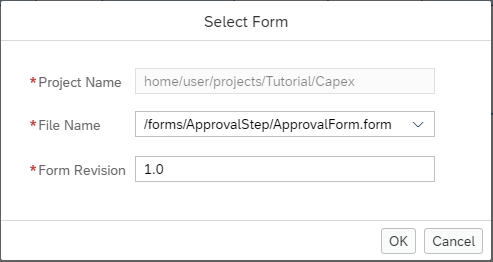 Select Form
*Project Name home/user/projects/Tutorial/Capex
*File Name /forms/ApprovalStep/ApprovalForm.form
*Form Revision 1.0
OK Cancel